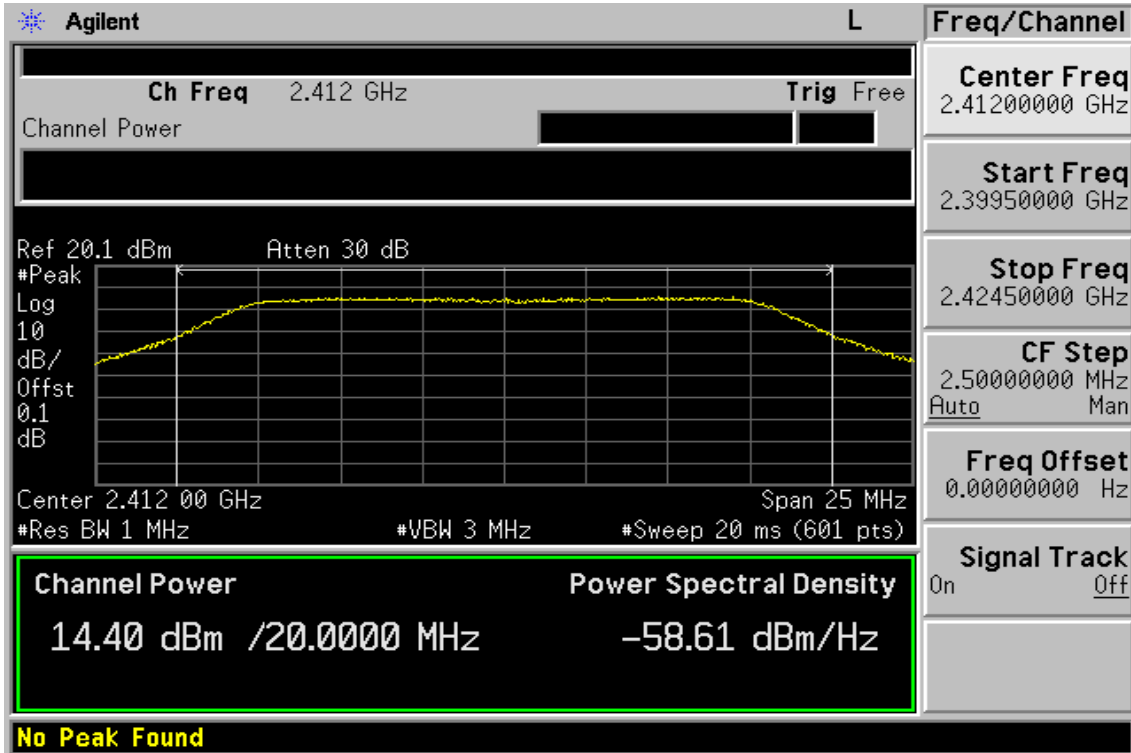 Agilent L Freq/Channel
Ch Freq 2.412 GHz Trig Free
Channel Power
Ref 20.1 dBm Atten 30 dB
#Peak
Log
10
dB/
Offst
0.1
dB
Center 2.412 00 GHz Span 25 MHz
#Res BW 1 MHz #VBW 3 MHz #Sweep 20 ms (601 pts)
Channel Power Power Spectral Density
14.40 dBm /20.0000 MHz -58.61 dBm/Hz
No Peak Found
Center Freq
2.41200000 GHz
Start Freq
2.39950000 GHz
Stop Freq
2.42450000 GHz
CF Step
2.50000000 MHz
Auto Man
Freq Offset
0.00000000 Hz
Signal Track
On Off